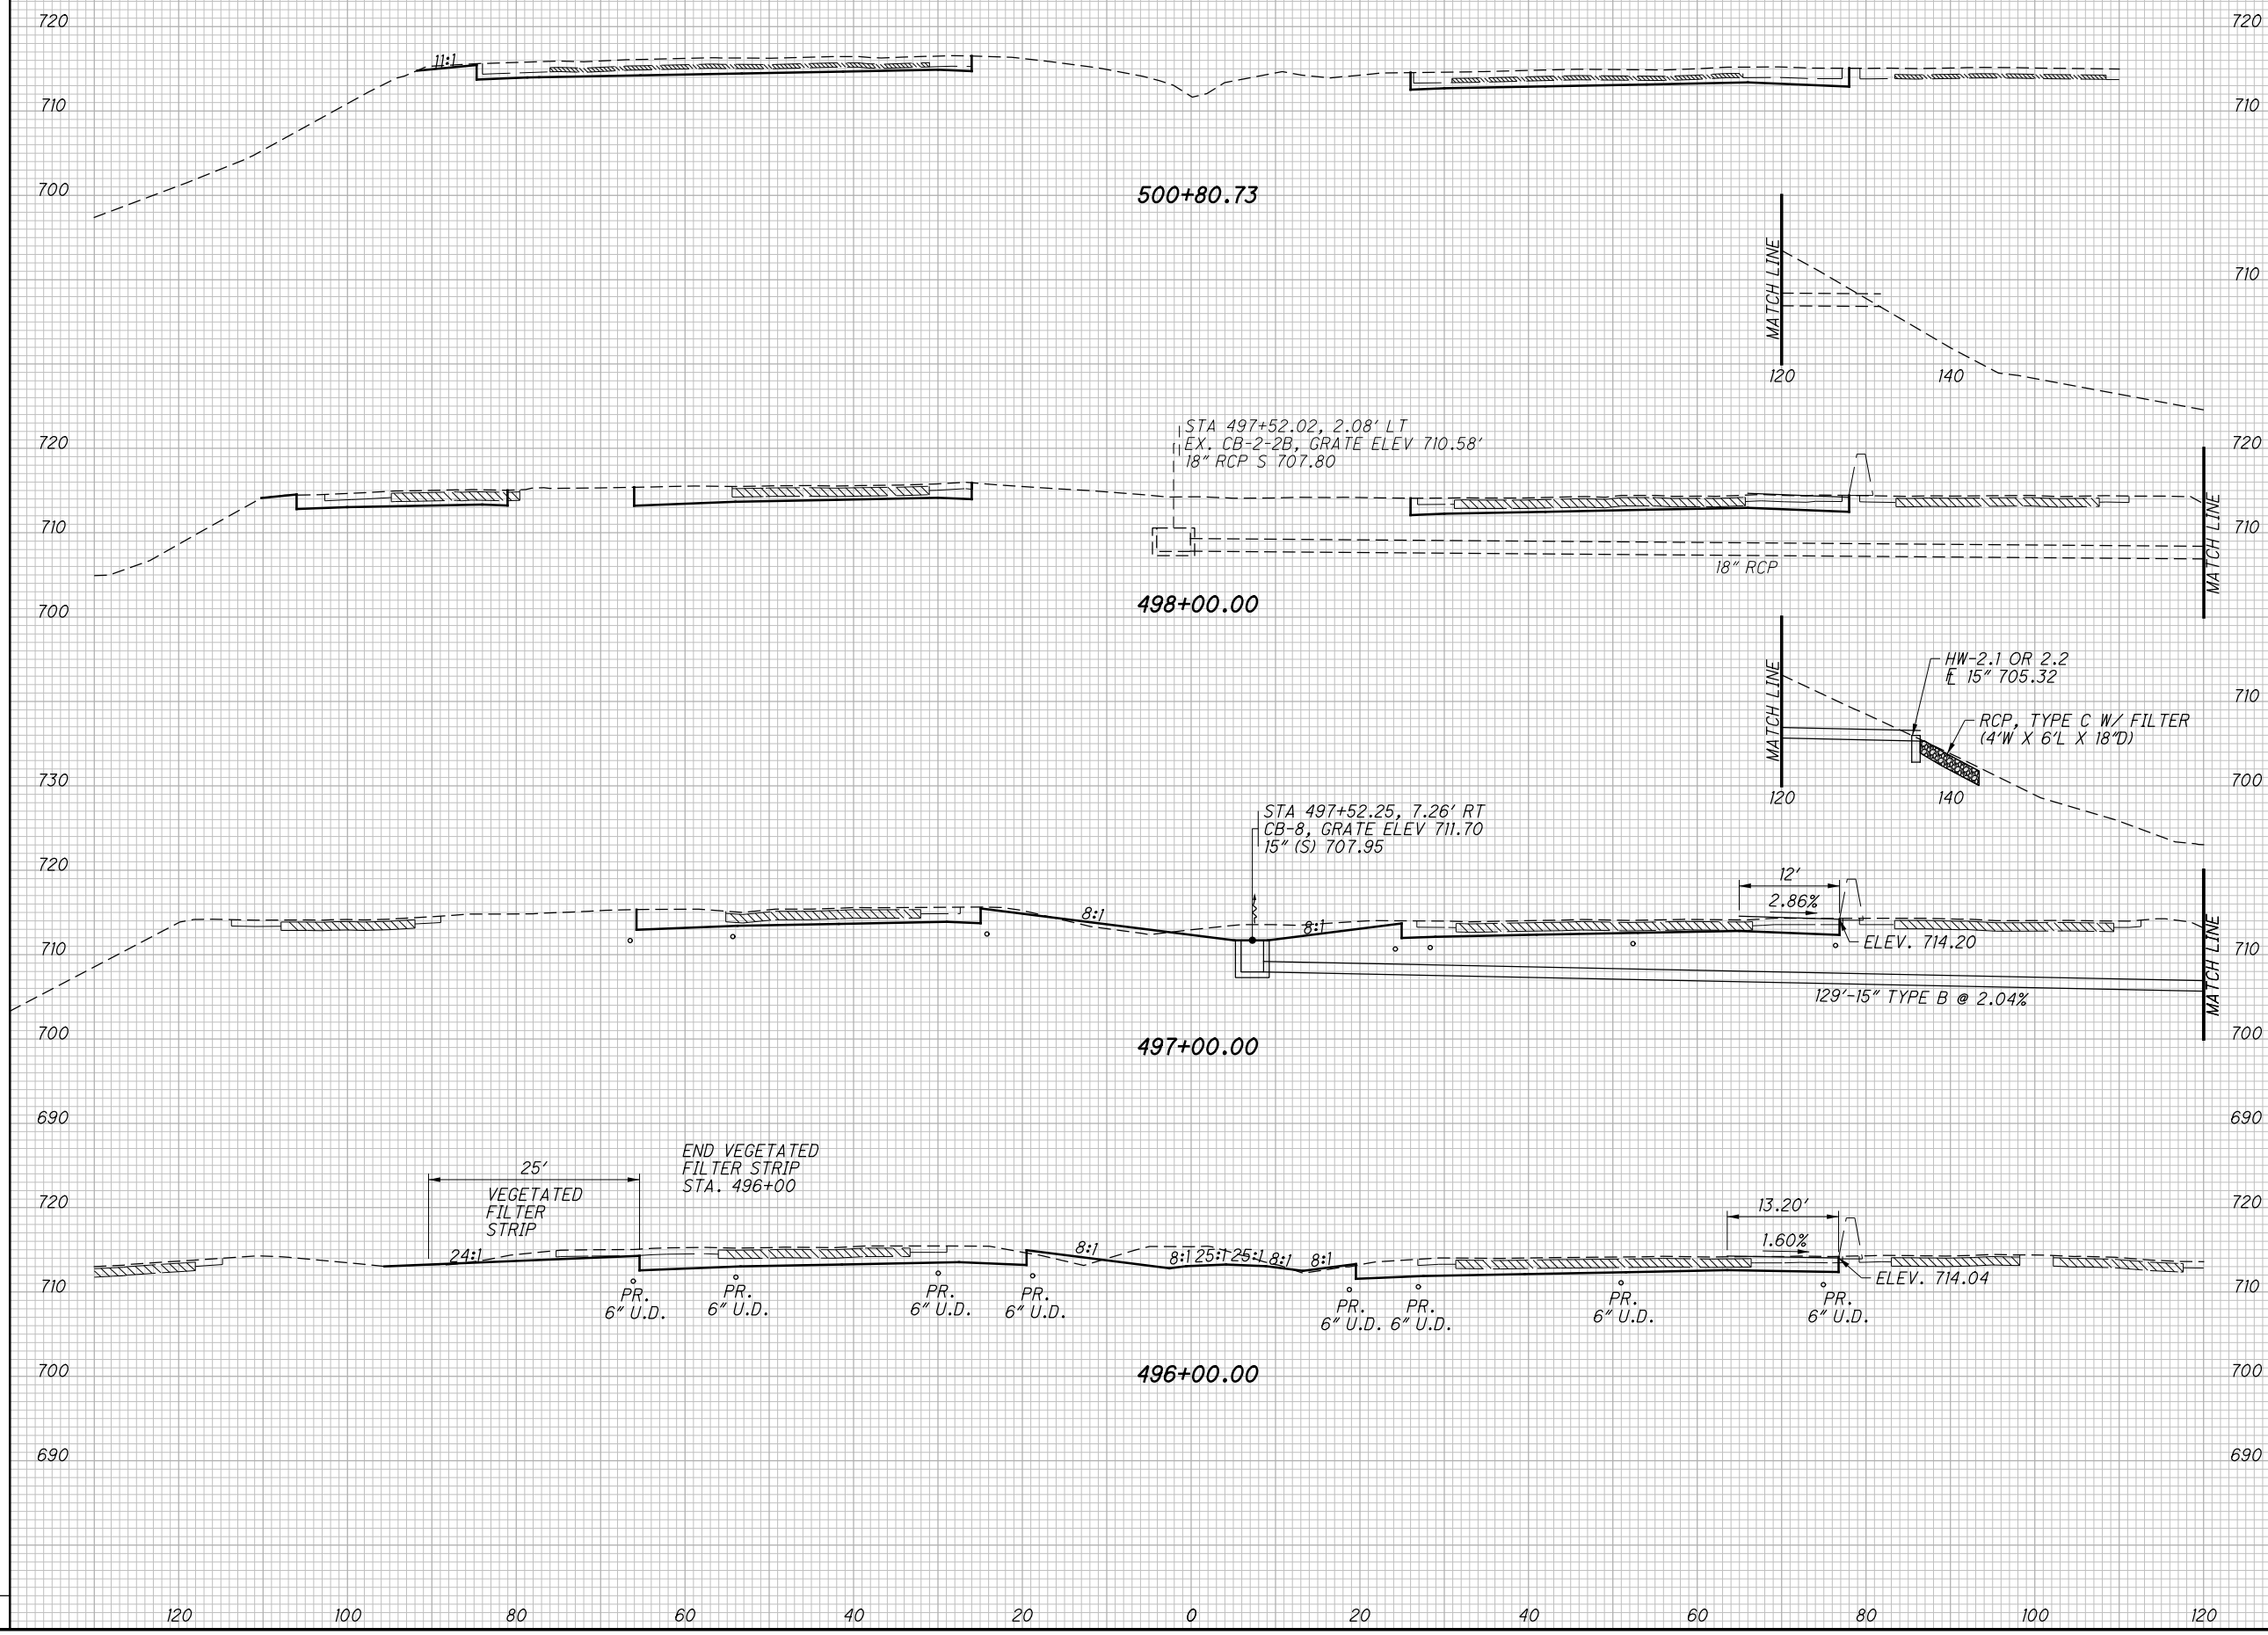 720 720
11:1
710 710
700
500+80.73
MATCH LINE
710
120 140
STA 497+52.02, 2.08' LT
EX. CB-2-2B, GRATE ELEV 710.58'
18" RCP S 707.80
720 720
710 710
18" RCP
MATCH LINE
700
498+00.00
MATCH LINE
HW-2.1 OR 2.2
15" 705.32
710
RCP, TYPE C W/ FILTER
(4'W X 6'L X 18"D)
730 700
120 140
STA 497+52.25, 7.26' RT
CB-8, GRATE ELEV 711.70
15" (S) 707.95
720 720
12'
2.86%
8:1 8:1
710 710
ELEV. 714.20
129'-15" TYPE B @ 2.04%
MATCH LINE
700 700
497+00.00
690 690
25'
VEGETATED
FILTER
STRIP
END VEGETATED
FILTER STRIP
STA. 496+00
720 720
13.20'
1.60%
24:1 8:1 8:1 25:1 25:1 8:1 8:1
710 710
ELEV. 714.04
PR.
6" U.D.
PR.
6" U.D.
PR.
6" U.D.
PR.
6" U.D.
PR.
6" U.D.
PR.
6" U.D.
PR.
6" U.D.
PR.
6" U.D.
700 700
496+00.00
690 690
120 100 80 60 40 20 0 20 40 60 80 100 120